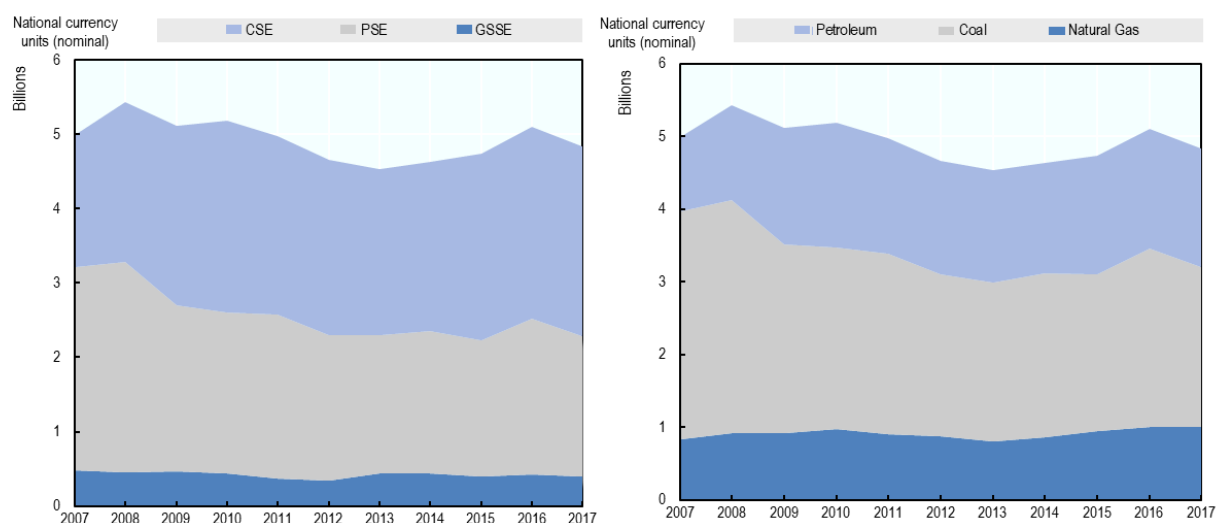 National currency
units (nominal)
CSE PSE GSSE
Billions
6
5
4
3
2
1
0
2007 2008 2009 2010 2011 2012 2013 2014 2015 2016 2017
National currency
units (nominal)
Petroleum Coal Natural Gas
Billions
6
5
4
3
2
1
0
2007 2008 2009 2010 2011 2012 2013 2014 2015 2016 2017